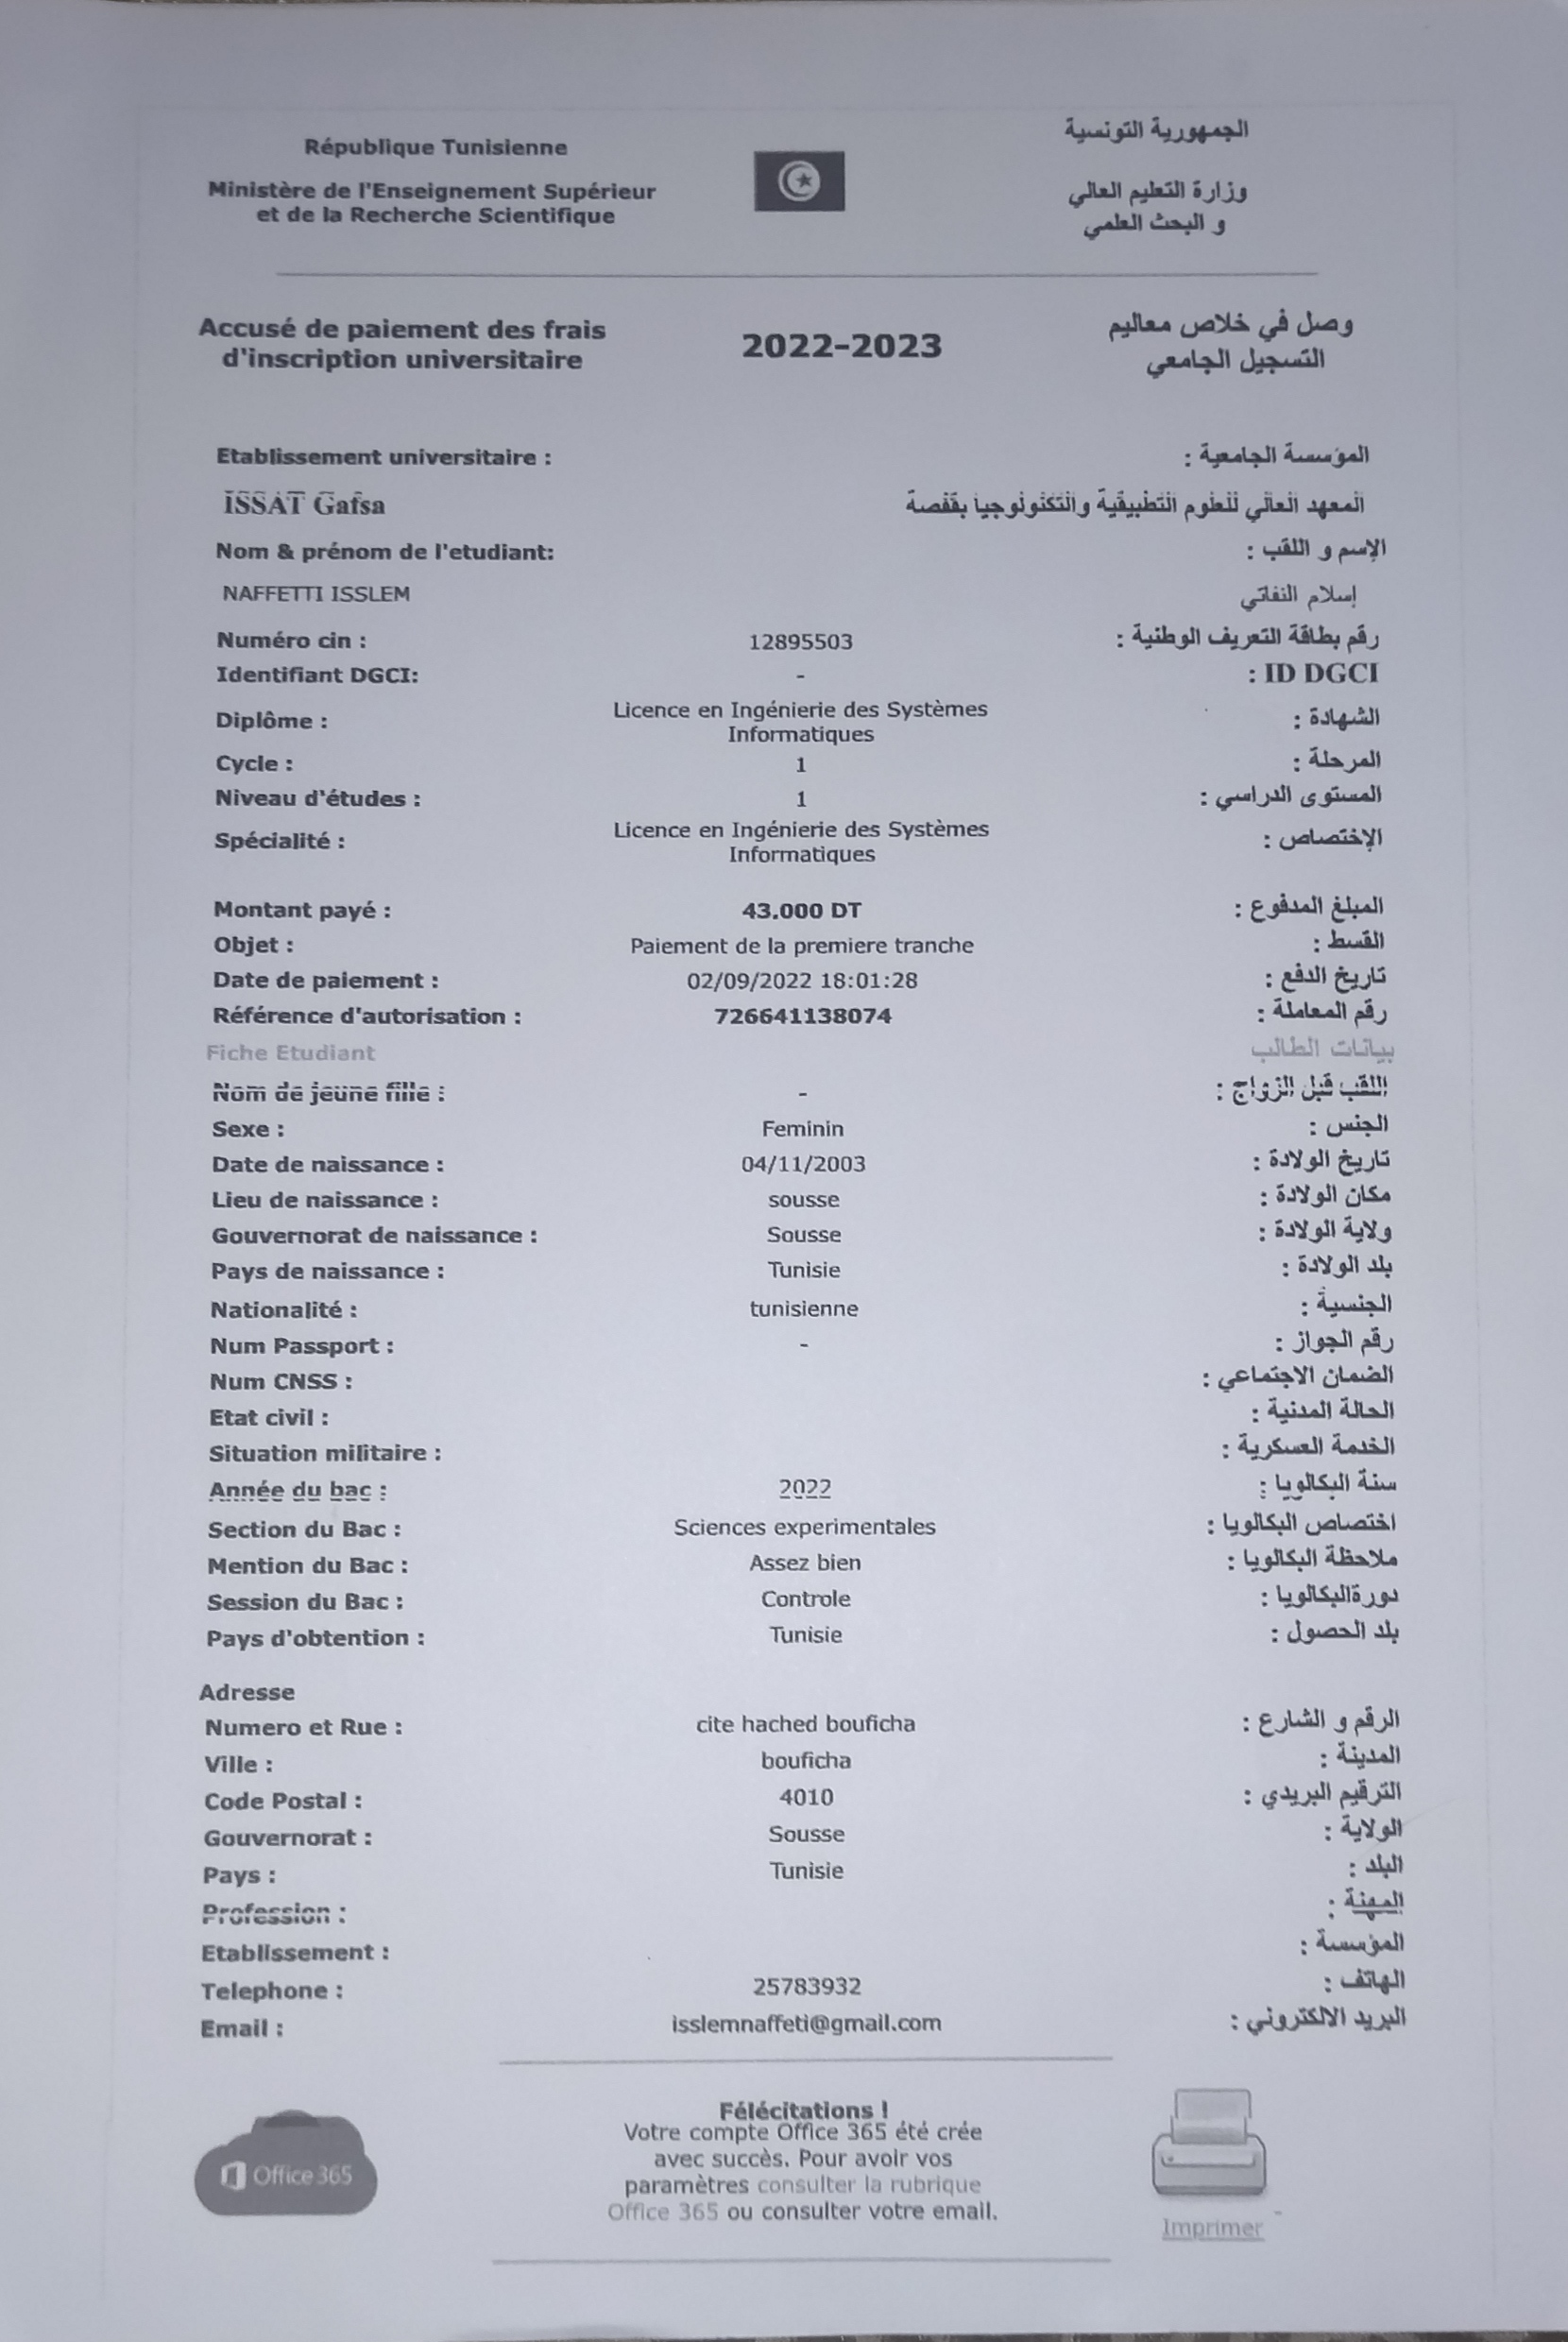 République Tunisienne
الجمهورية التونسية
Ministère de l'Enseignement Supérieur
et de la Recherche Scientifique
وزارة التعليم العالي
و البحث العلمي
Accusé de paiement des frais
d'inscription universitaire
2022-2023
وصل في خلاص معاليم
التسجيل الجامعي
Etablissement universitaire : المؤسسة الجامعية :
ISSAT Gafsa المعهد العالي للعلوم التطبيقية والتكنولوجيا بقفصة
Nom & prénom de l'etudiant: الإسم و اللقب :
NAFFETTI ISSLEM إسلام النفاتي
Numéro cin : 12895503 رقم بطاقة التعريف الوطنية :
Identifiant DGCI: - : ID DGCI
Diplôme : Licence en Ingénierie des Systèmes الشهادة :
Informatiques
Cycle : 1 المرحلة :
Niveau d'études : 1 المستوى الدراسي :
Spécialité : Licence en Ingénierie des Systèmes الإختصاص :
Informatiques
Montant payé : 43.000 DT المبلغ المدفوع :
Objet : Paiement de la premiere tranche القسط :
Date de paiement : 02/09/2022 18:01:28 تاريخ الدفع :
Référence d'autorisation : 726641138074 رقم المعاملة :
Fiche Etudiant بيانات الطالب
Nom de jeune fille : - اللقب قبل الزواج :
Sexe : Feminin الجنس :
Date de naissance : 04/11/2003 تاريخ الولادة :
Lieu de naissance : sousse مكان الولادة :
Gouvernorat de naissance : Sousse ولاية الولادة :
Pays de naissance : Tunisie بلد الولادة :
Nationalité : tunisienne الجنسية :
Num Passport : - رقم الجواز :
Num CNSS : الضمان الاجتماعي :
Etat civil : الحالة المدنية :
Situation militaire : الخدمة العسكرية :
Année du bac : 2022 سنة البكالويا :
Section du Bac : Sciences experimentales اختصاص البكالويا :
Mention du Bac : Assez bien ملاحظة البكالويا :
Session du Bac : Controle دورةالبكالويا :
Pays d'obtention : Tunisie بلد الحصول :
Adresse
Numero et Rue : cite hached bouficha الرقم و الشارع :
Ville : bouficha المدينة :
Code Postal : 4010 الترقيم البريدي :
Gouvernorat : Sousse الولاية :
Pays : Tunisie البلد :
Profession : المهنة :
Etablissement : المؤسسة :
Telephone : 25783932 الهاتف :
Email : isslemnaffeti@gmail.com البريد الالكتروني :
Félécitations !
Votre compte Office 365 été crée
avec succès. Pour avoir vos
paramètres consulter la rubrique
Office 365 ou consulter votre email.
Office 365
Imprimer